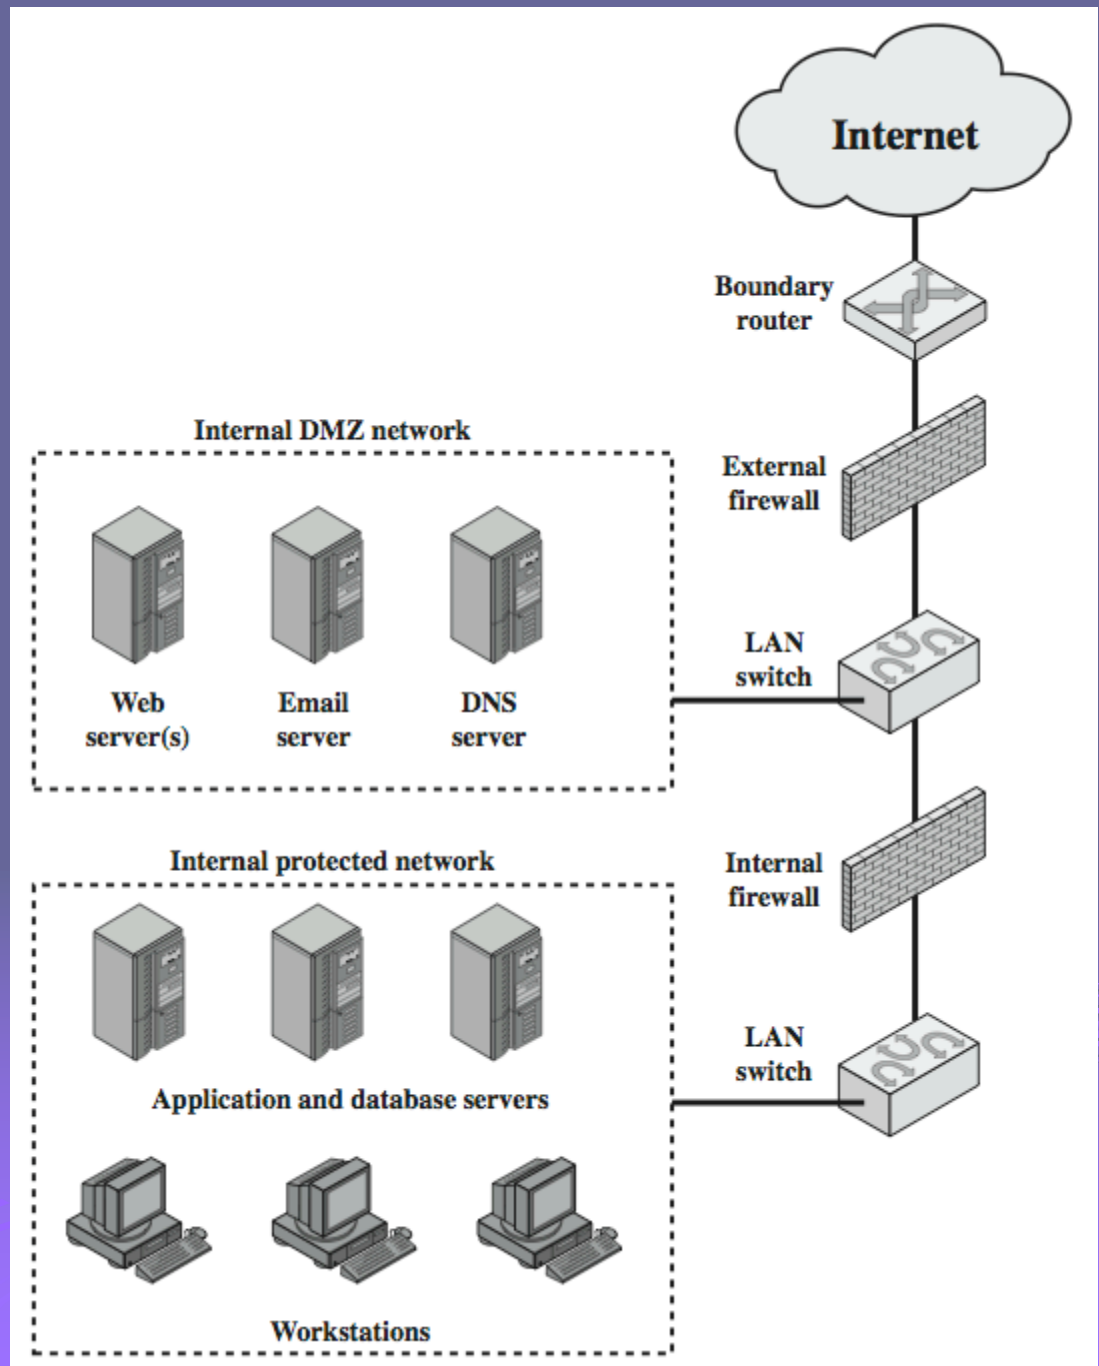 Internet
Boundary
router
Internal DMZ network
External
firewall
LAN
switch
Web
server(s)
Email
server
DNS
server
Internal protected network
Internal
firewall
LAN
switch
Application and database servers
Workstations